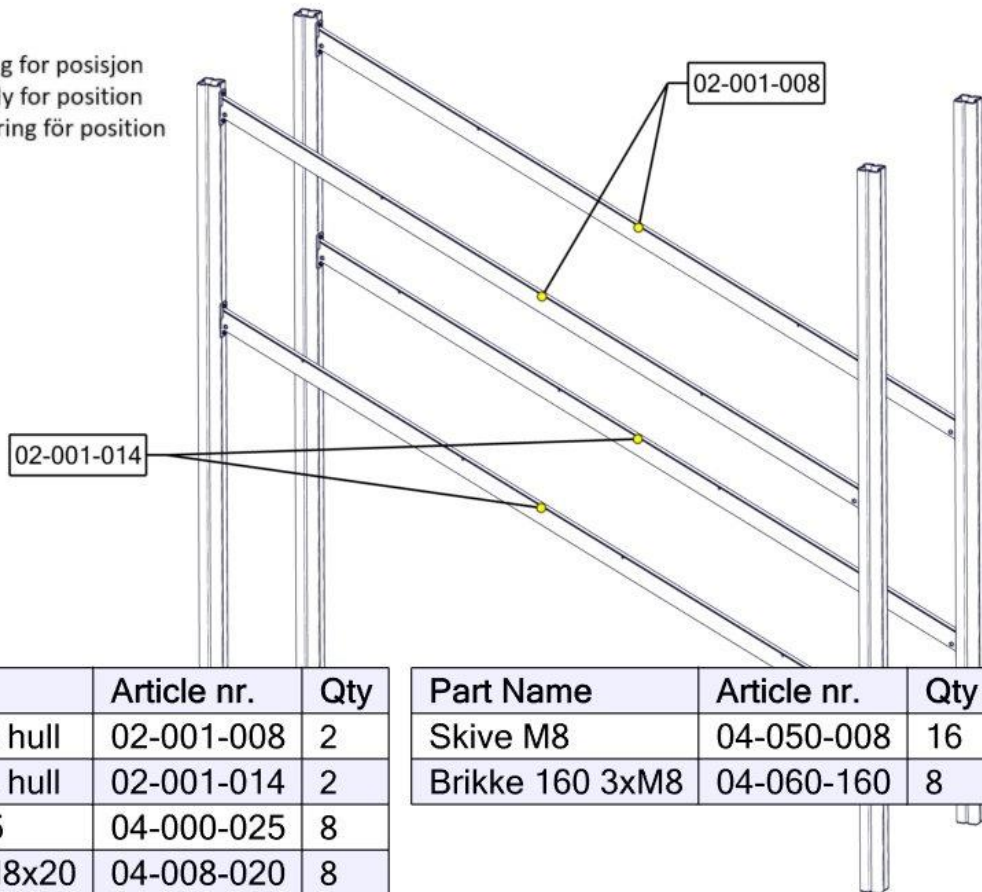 g for posisjon
ly for position
ring för position
02-001-008
02-001-014
Article nr. Qty
hull 02-001-008 2
hull 02-001-014 2
5 04-000-025 8
8x20 04-008-020 8
Part Name Article nr. Qty
Skive M8 04-050-008 16
Brikke 160 3xM8 04-060-160 8